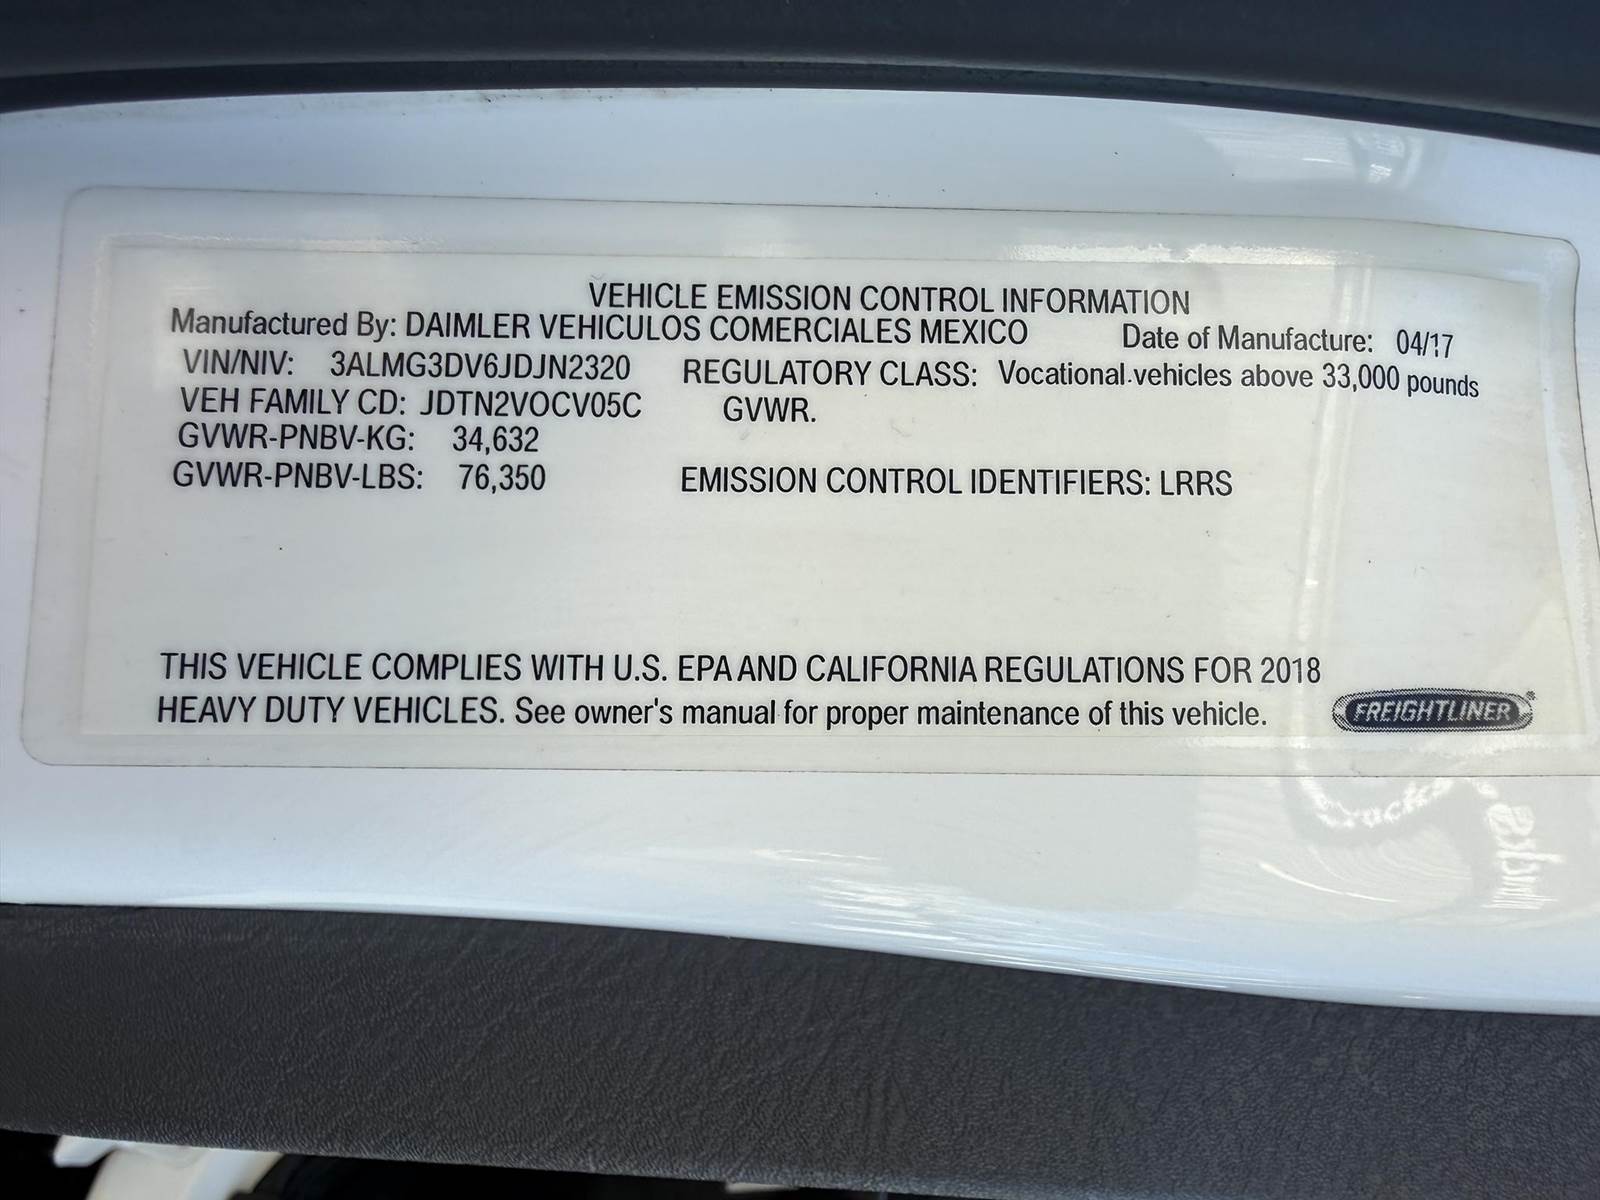 VEHICLE EMISSION CONTROL INFORMATION
Manufactured By: DAIMLER VEHICULOS COMERCIALES MEXICO Date of Manufacture: 04/17
VIN/NIV: 3ALMG3DV6JDJN2320 REGULATORY CLASS: Vocational vehicles above 33,000 pounds
VEH FAMILY CD: JDTN2VOCV05C GVWR.
GVWR-PNBV-KG: 34,632
GVWR-PNBV-LBS: 76,350 EMISSION CONTROL IDENTIFIERS: LRRS
THIS VEHICLE COMPLIES WITH U.S. EPA AND CALIFORNIA REGULATIONS FOR 2018
HEAVY DUTY VEHICLES. See owner's manual for proper maintenance of this vehicle.
FREIGHTLINER